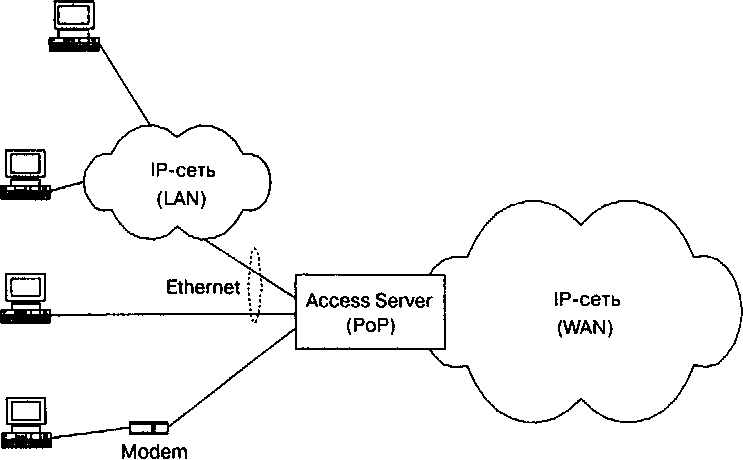 IP-сеть
(LAN)
Ethernet
Access Server
(PoP)
IP-сеть
(WAN)
Modem